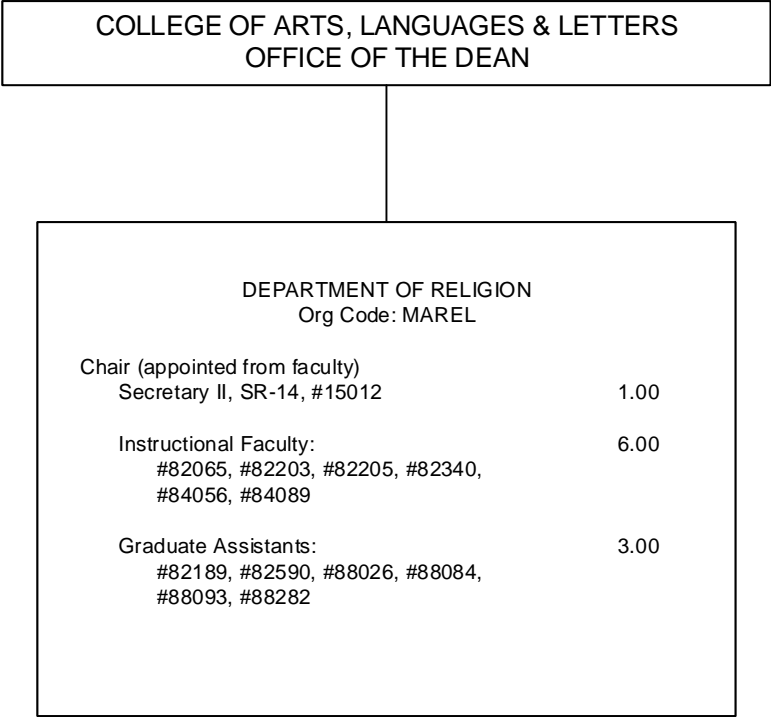 COLLEGE OF ARTS, LANGUAGES & LETTERS
OFFICE OF THE DEAN
DEPARTMENT OF RELIGION
Org Code: MAREL
Chair (appointed from faculty)
Secretary II, SR-14, #15012 1.00
Instructional Faculty: 6.00
#82065, #82203, #82205, #82340,
#84056, #84089
Graduate Assistants: 3.00
#82189, #82590, #88026, #88084,
#88093, #88282